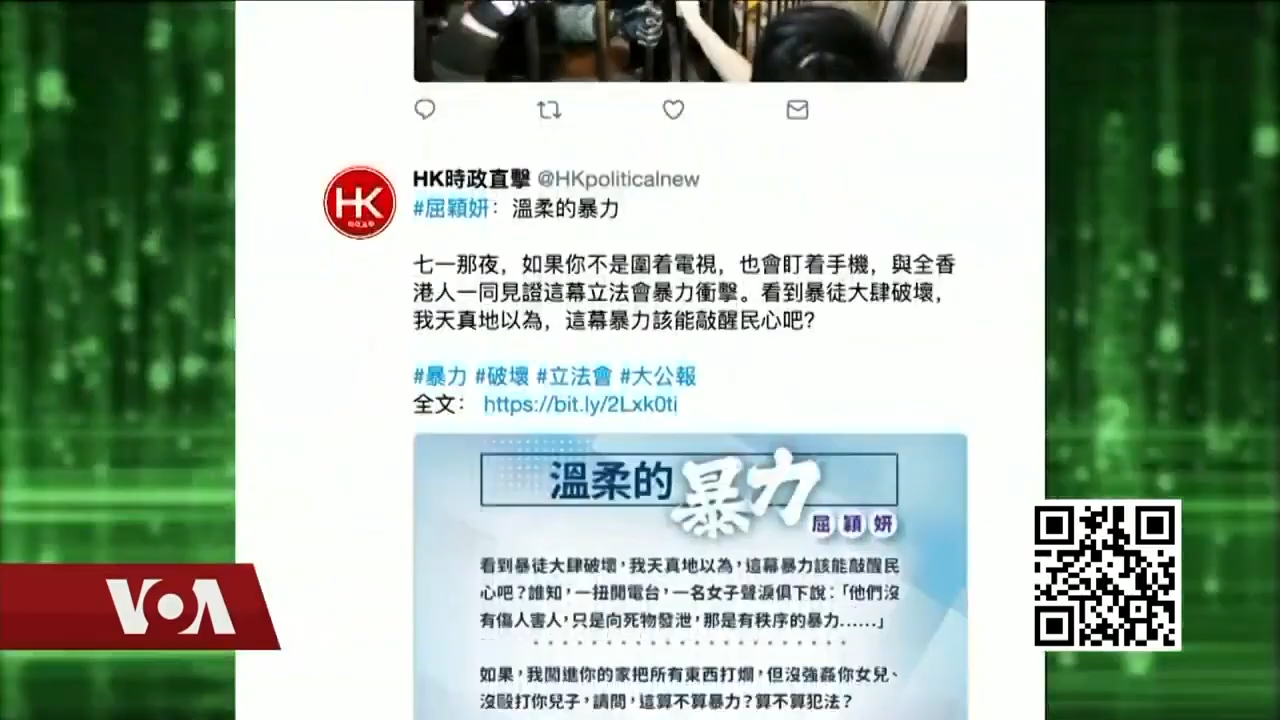 HK時政直擊 @HKpoliticalnew
HK
#屈穎妍：溫柔的暴力
七一那夜，如果你不是圍着電視，也會盯着手機，與全香
港人一同見證這幕立法會暴力衝擊。看到暴徒大肆破壞，
我天真地以為，這幕暴力該能敲醒民心吧？
#暴力 #破壞 #立法會 #大公報
全文： https://bit.ly/2Lxk0ti
溫柔的暴力
屈穎妍
看到暴徒大肆破壞，我天真地以為，這幕暴力該能敲醒民
心吧？誰知，一扭開電台，一名女子聲淚俱下說：「他們沒
有傷人害人，只是向死物發泄，那是有秩序的暴力……」
如果，我闖進你的家把所有東西打爛，但沒強姦你女兒、
沒毆打你兒子，請問，這算不算暴力？算不算犯法？
VOA